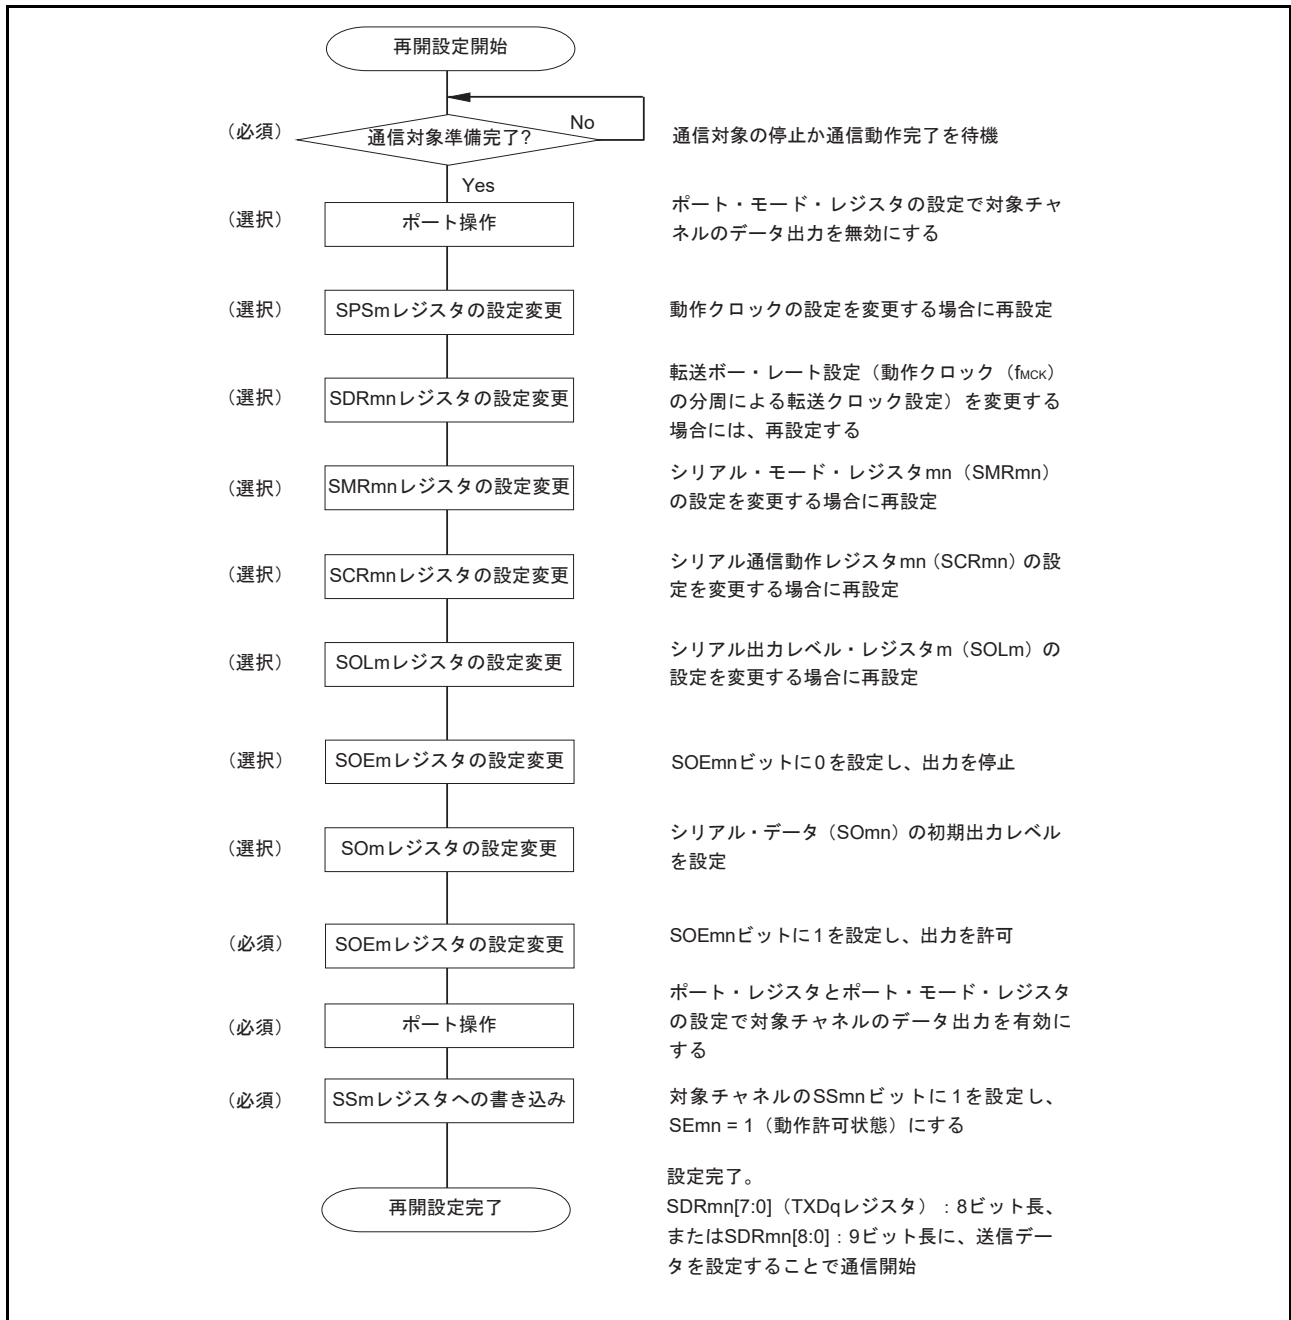 再開設定開始
(必須)
通信対象準備完了?
No
通信対象の停止か通信動作完了を待機
Yes
(選択)
ポート操作
ポート・モード・レジスタの設定で対象チャ
ネルのデータ出力を無効にする
(選択)
SPSmレジスタの設定変更
動作クロックの設定を変更する場合に再設定
(選択)
SDRmnレジスタの設定変更
転送ボー・レート設定(動作クロック(fMCK)
の分周による転送クロック設定)を変更する
場合には、再設定する
(選択)
SMRmnレジスタの設定変更
シリアル・モード・レジスタmn(SMRmn)
の設定を変更する場合に再設定
(選択)
SCRmnレジスタの設定変更
シリアル通信動作レジスタmn(SCRmn)の設
定を変更する場合に再設定
(選択)
SOLmレジスタの設定変更
シリアル出力レベル・レジスタm(SOLm)の
設定を変更する場合に再設定
(選択)
SOEmレジスタの設定変更
SOEmnビットに0を設定し、出力を停止
(選択)
SOmレジスタの設定変更
シリアル・データ(SOmn)の初期出力レベル
を設定
(必須)
SOEmレジスタの設定変更
SOEmnビットに1を設定し、出力を許可
(必須)
ポート操作
ポート・レジスタとポート・モード・レジスタ
の設定で対象チャネルのデータ出力を有効に
する
(必須)
SSmレジスタへの書き込み
対象チャネルのSSmnビットに1を設定し、
SEmn = 1(動作許可状態)にする
再開設定完了
設定完了。
SDRmn[7:0](TXDqレジスタ):8ビット長、
またはSDRmn[8:0]:9ビット長に、送信デー
タを設定することで通信開始